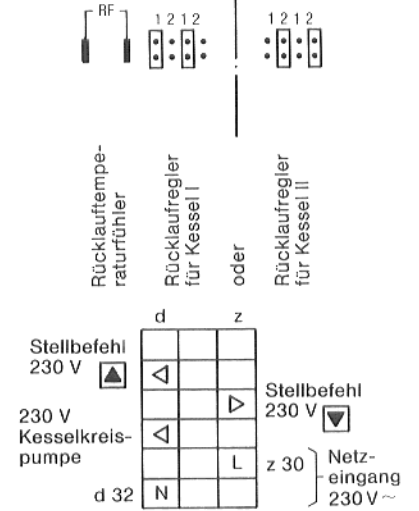 RF
1 2 1 2
1 2 1 2
Rücklauftempe-
raturfühler
Rücklaufregler
für Kessel I
oder
Rücklaufregler
für Kessel II
d
z
Stellbefehl
230 V
Stellbefehl
230 V
230 V
Kesselkreis-
pumpe
L
z 30
Netz-
eingang
230 V~
d 32
N